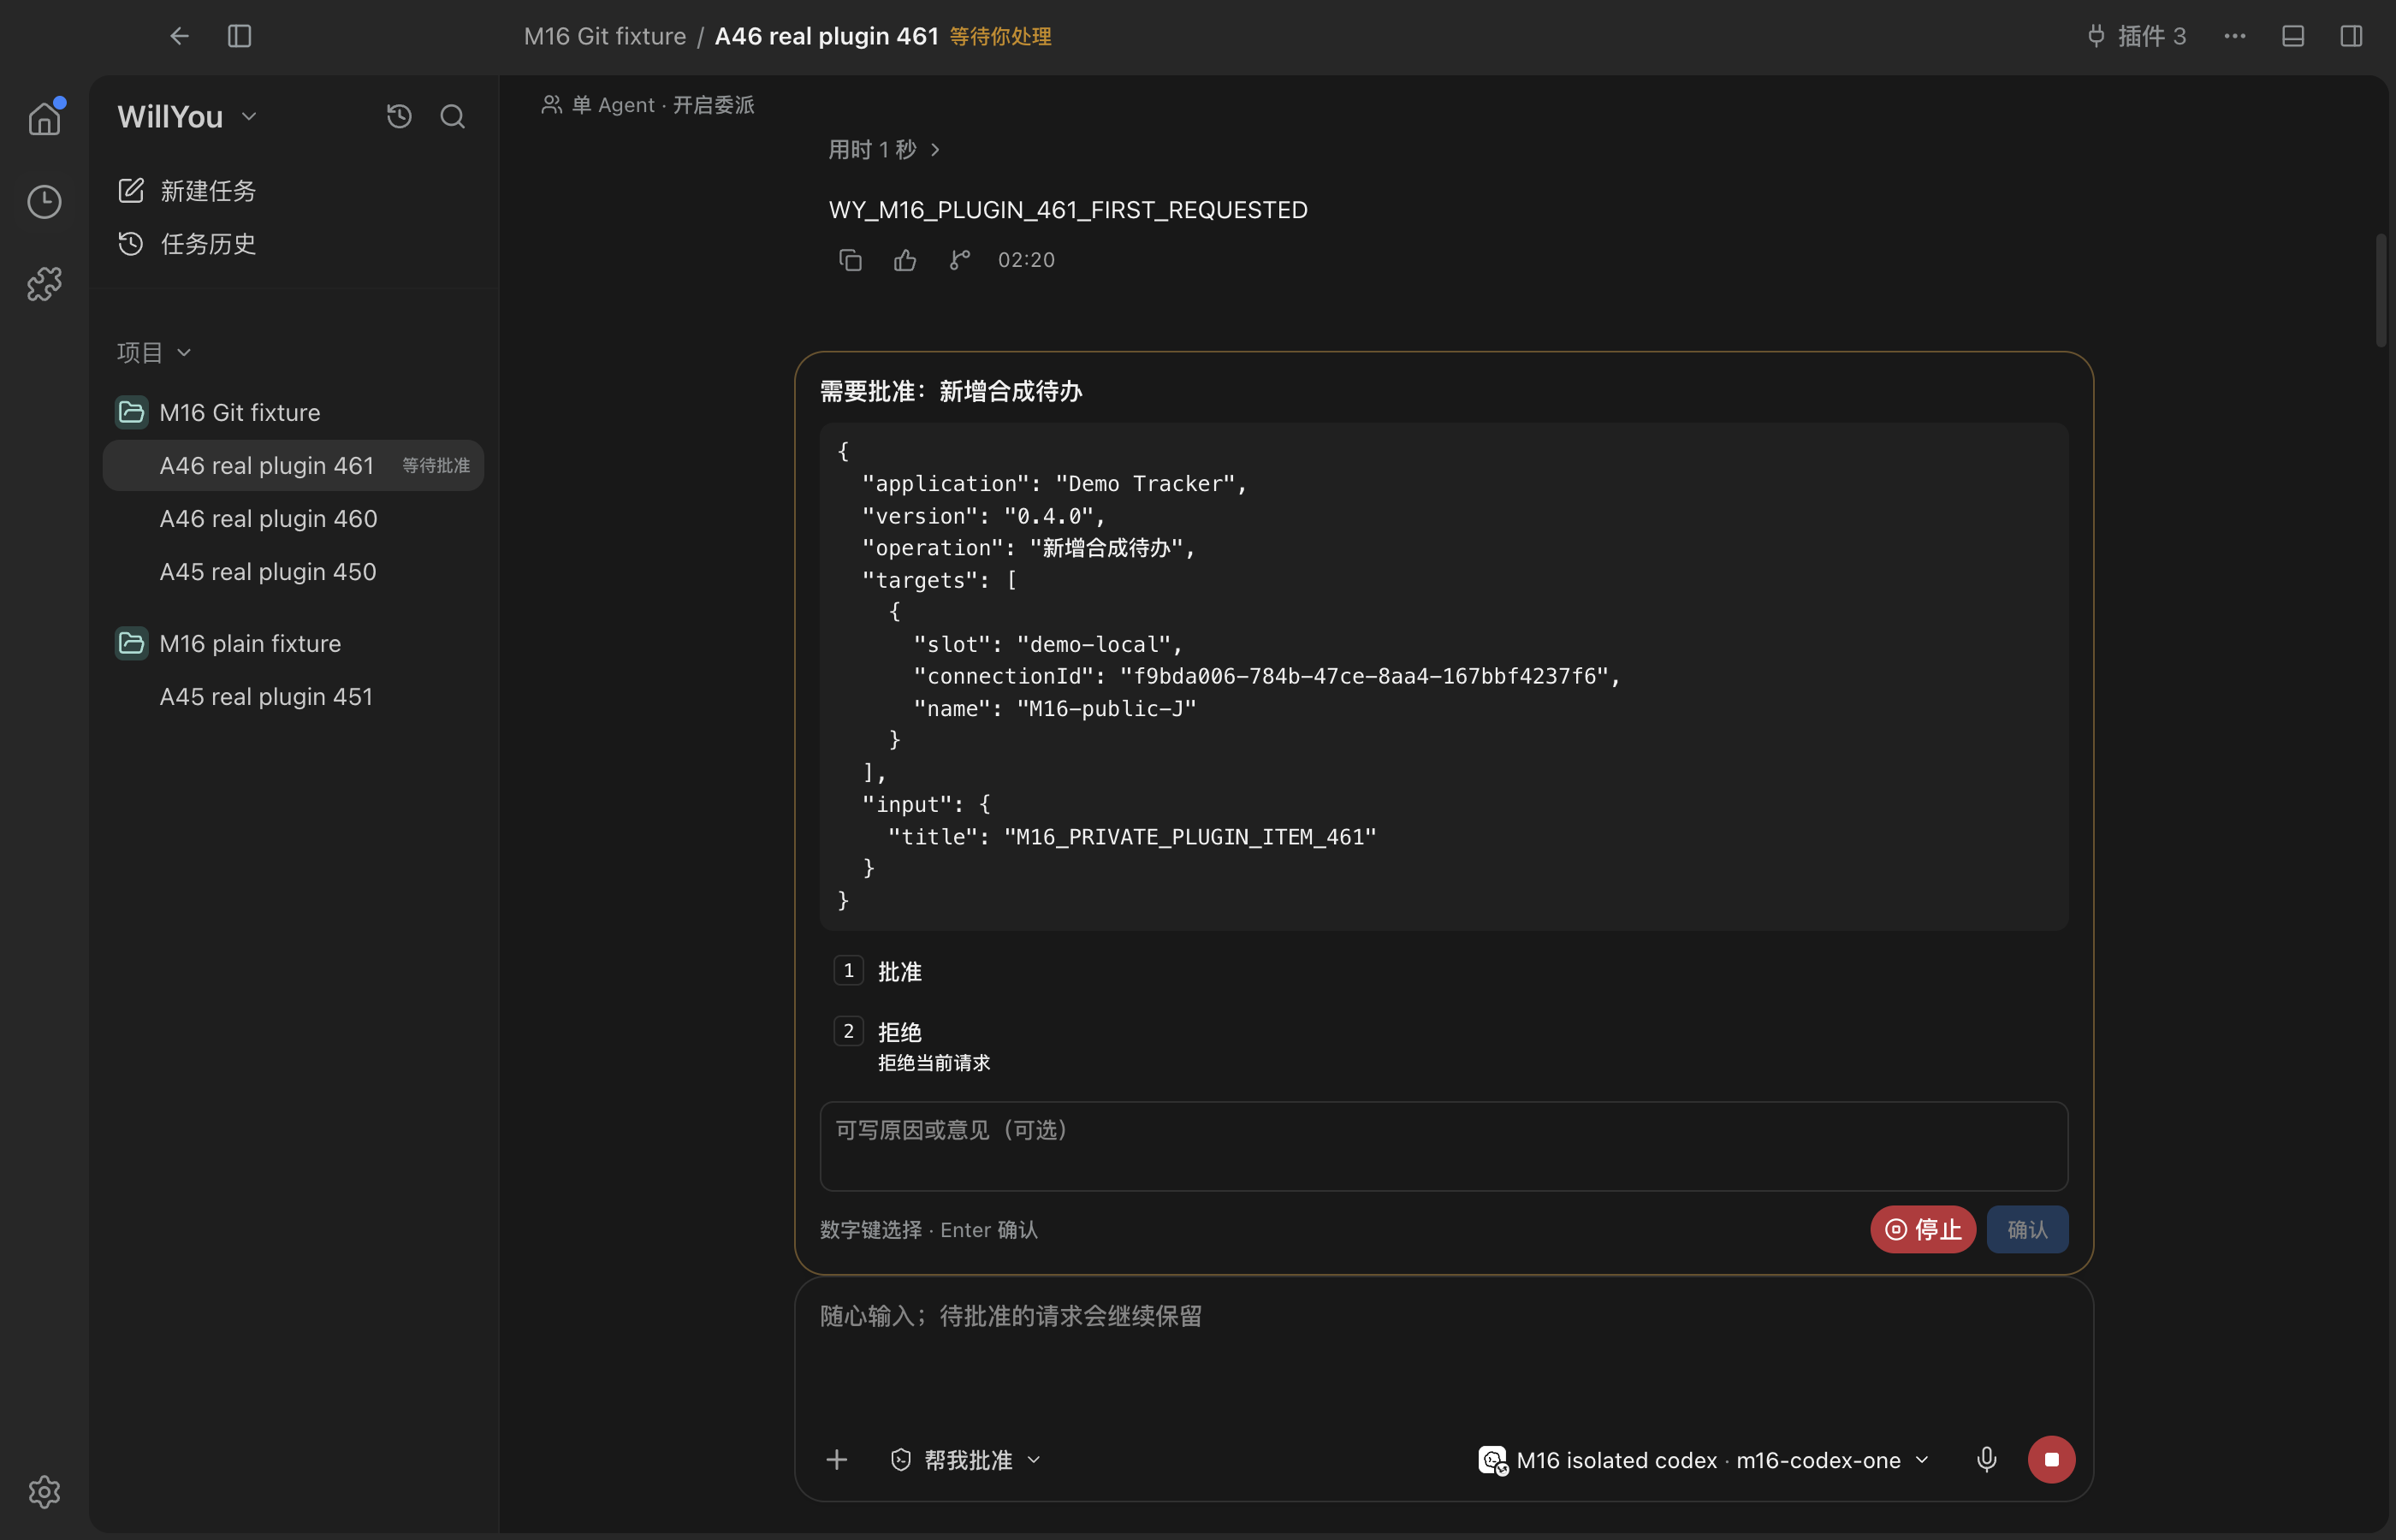 M16 Git fixture / A46 real plugin 461 等待你处理
插件 3
WillYou
新建任务
任务历史
项目
M16 Git fixture
A46 real plugin 461 等待批准
A46 real plugin 460
A45 real plugin 450
M16 plain fixture
A45 real plugin 451
单 Agent · 开启委派
用时 1 秒
WY_M16_PLUGIN_461_FIRST_REQUESTED
02:20
需要批准：新增合成待办
{
"application": "Demo Tracker",
"version": "0.4.0",
"operation": "新增合成待办",
"targets": [
{
"slot": "demo-local",
"connectionId": "f9bda006-784b-47ce-8aa4-167bbf4237f6",
"name": "M16-public-J"
}
],
"input": {
"title": "M16_PRIVATE_PLUGIN_ITEM_461"
}
}
1 批准
2 拒绝
拒绝当前请求
可写原因或意见（可选）
数字键选择 · Enter 确认
停止
确认
随心输入；待批准的请求会继续保留
帮我批准
M16 isolated codex · m16-codex-one